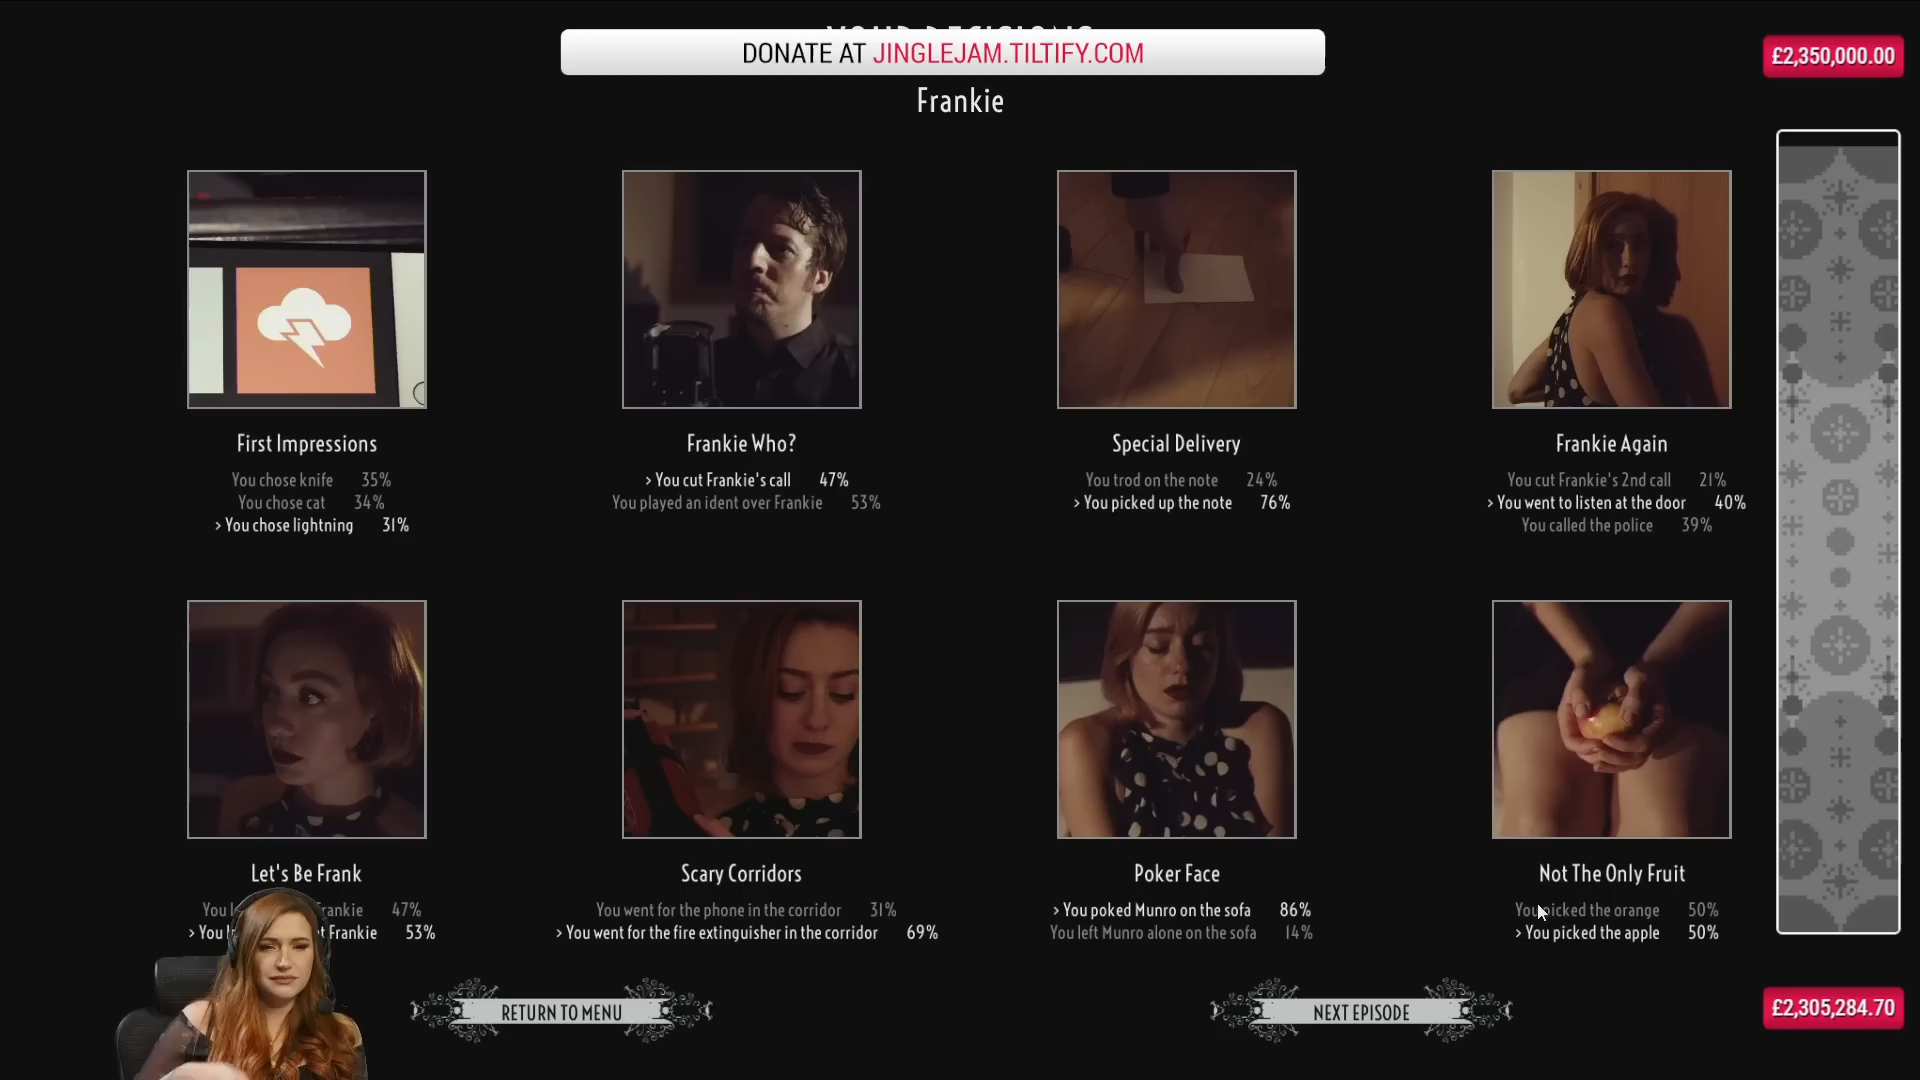 YOUR DECISIONS
DONATE AT JINGLEJAM.TILTIFY.COM
£2,350,000.00
Frankie
First Impressions
You chose knife 35%
You chose cat 34%
> You chose lightning 31%
Frankie Who?
> You cut Frankie's call 47%
You played an ident over Frankie 53%
Special Delivery
You trod on the note 24%
> You picked up the note 76%
Frankie Again
You cut Frankie's 2nd call 21%
> You went to listen at the door 40%
You called the police 39%
Let's Be Frank
You Frankie 47%
> You Frankie 53%
Scary Corridors
You went for the phone in the corridor 31%
> You went for the fire extinguisher in the corridor 69%
Poker Face
> You poked Munro on the sofa 86%
You left Munro alone on the sofa 14%
Not The Only Fruit
You picked the orange 50%
> You picked the apple 50%
RETURN TO MENU
NEXT EPISODE
£2,305,284.70